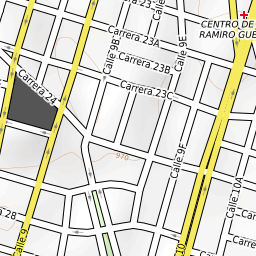 Carrera 23
CENTRO DE
RAMIRO GUE
Carrera 23A
Calle 9B
Calle 9E
Carrera 23B
Carrera 24
Carrera 23C
970
Calle 9F
Calle 10A
a 28
Calle 9
10